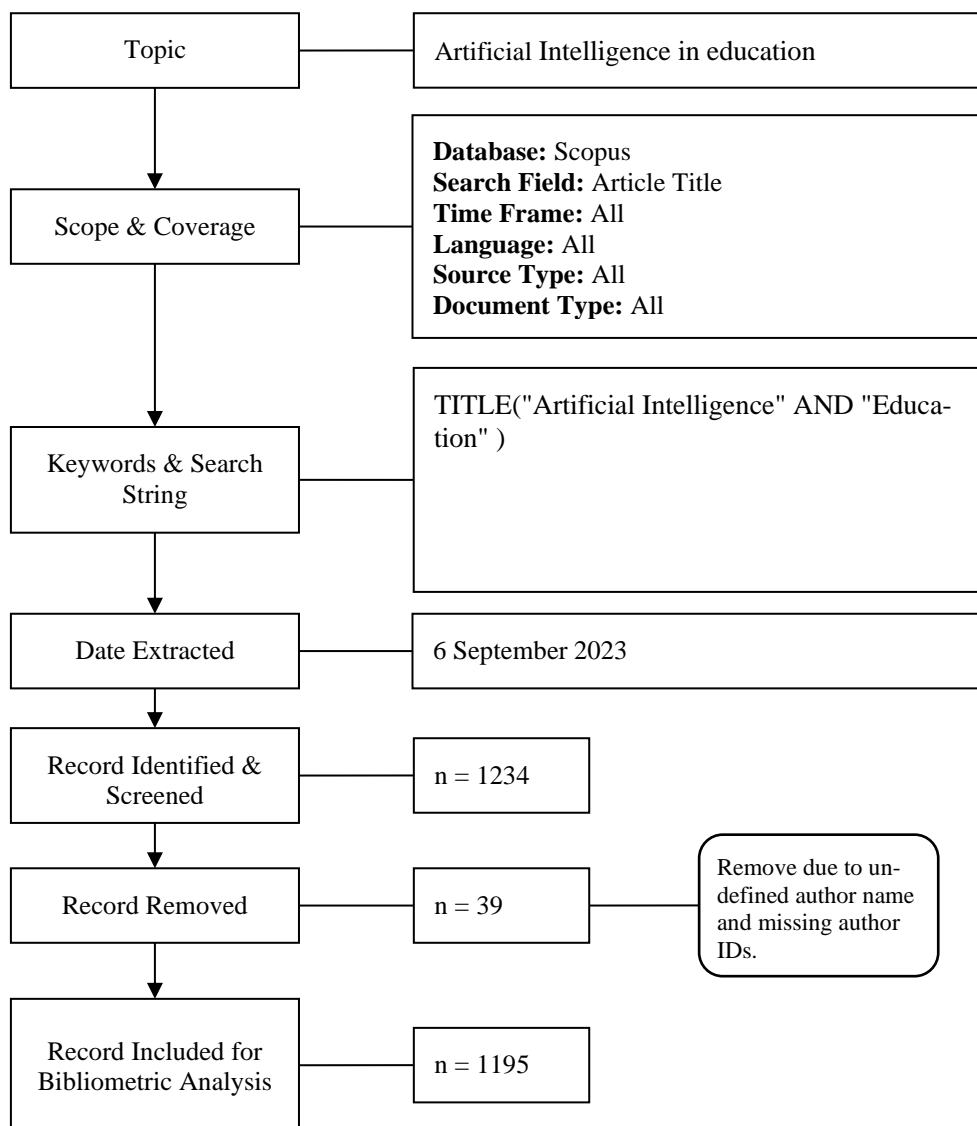 Topic
Artificial Intelligence in education
Scope & Coverage
Database: Scopus
Search Field: Article Title
Time Frame: All
Language: All
Source Type: All
Document Type: All
Keywords & Search
String
TITLE("Artificial Intelligence" AND "Educa-
tion" )
Date Extracted
6 September 2023
Record Identified &
Screened
n = 1234
Record Removed
n = 39
Remove due to un-
defined author name
and missing author
IDs.
Record Included for
Bibliometric Analysis
n = 1195